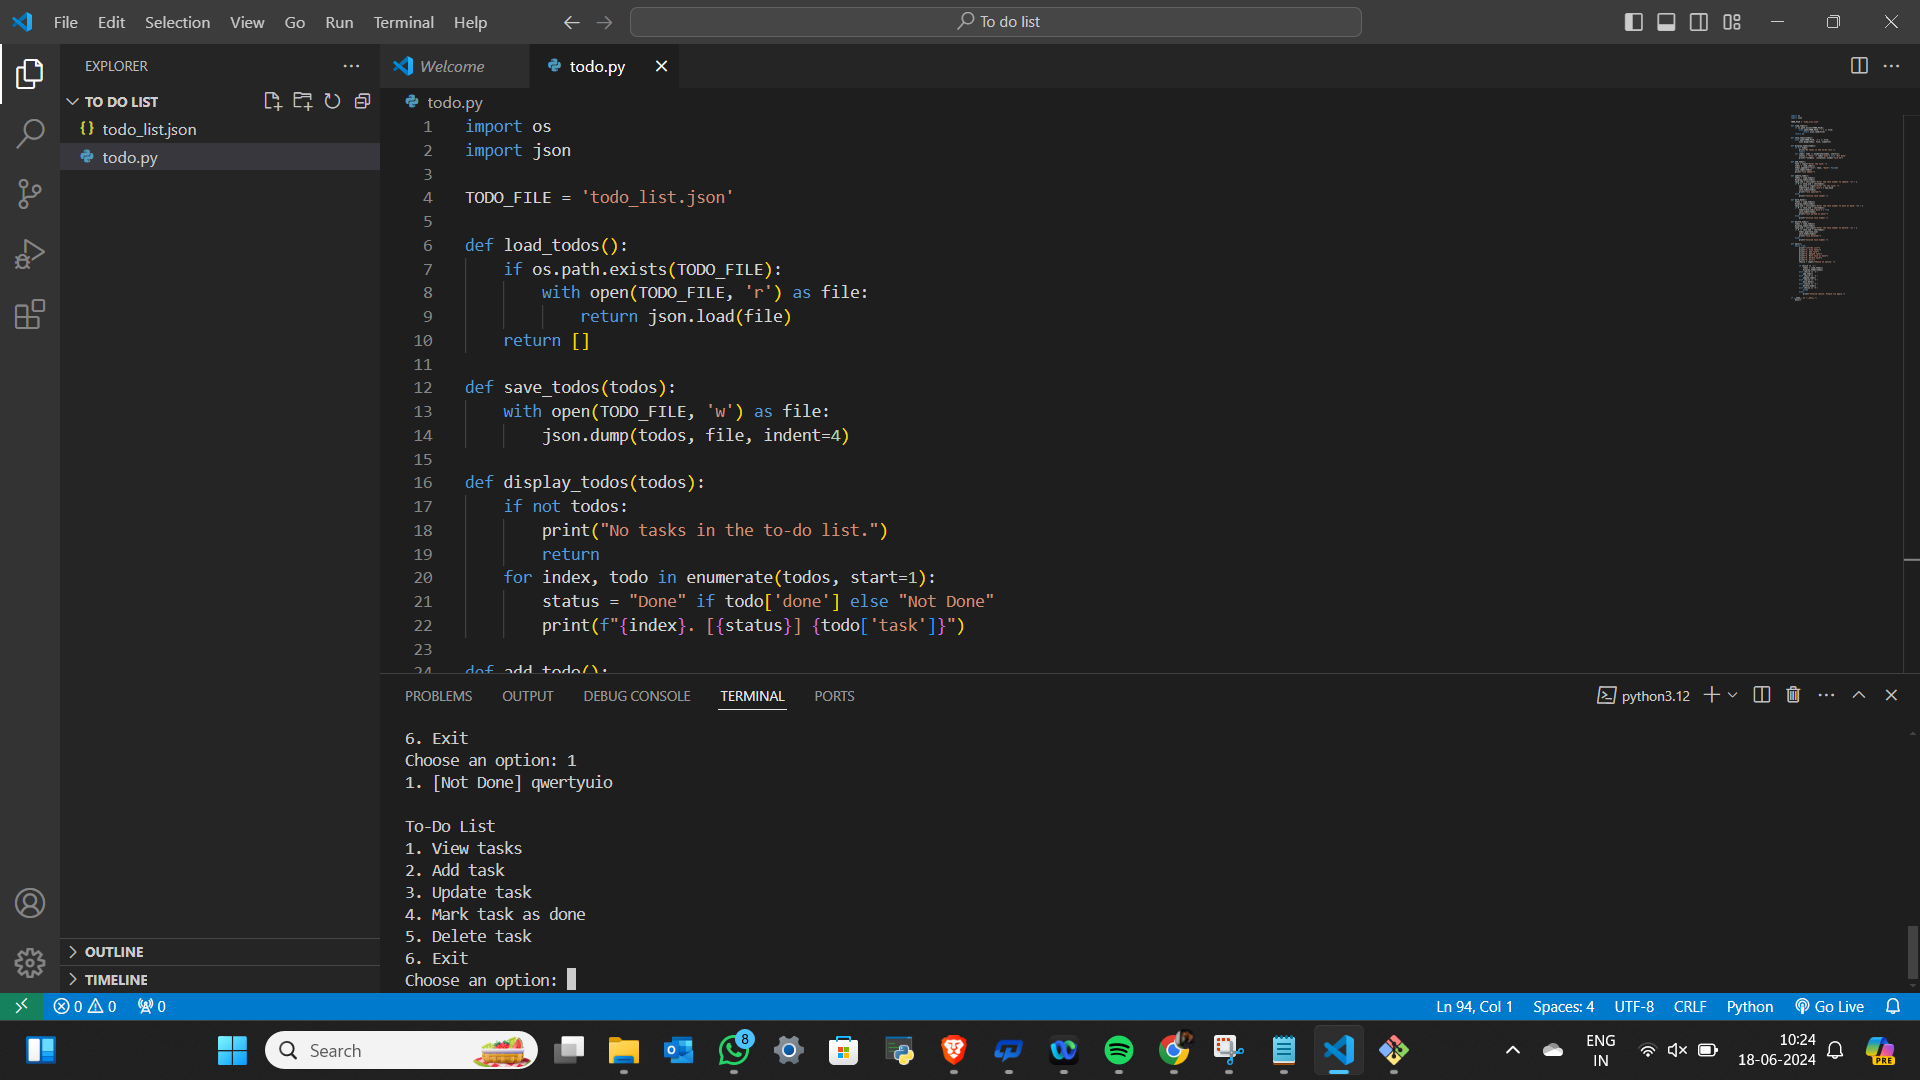 File Edit Selection View Go Run Terminal Help
To do list
EXPLORER
TO DO LIST
{} todo_list.json
todo.py
OUTLINE
TIMELINE
Welcome
todo.py
todo.py
1 import os
2 import json
3
4 TODO_FILE = 'todo_list.json'
5
6 def load_todos():
7 if os.path.exists(TODO_FILE):
8 with open(TODO_FILE, 'r') as file:
9 return json.load(file)
10 return []
11
12 def save_todos(todos):
13 with open(TODO_FILE, 'w') as file:
14 json.dump(todos, file, indent=4)
15
16 def display_todos(todos):
17 if not todos:
18 print("No tasks in the to-do list.")
19 return
20 for index, todo in enumerate(todos, start=1):
21 status = "Done" if todo['done'] else "Not Done"
22 print(f"{index}. [{status}] {todo['task']}")
23
24 def add_todo():
PROBLEMS OUTPUT DEBUG CONSOLE TERMINAL PORTS
python3.12
6. Exit
Choose an option: 1
1. [Not Done] qwertyuio
To-Do List
1. View tasks
2. Add task
3. Update task
4. Mark task as done
5. Delete task
6. Exit
Choose an option:
0 0 0
Ln 94, Col 1 Spaces: 4 UTF-8 CRLF Python Go Live
Search
8
ENG
IN
10:24
18-06-2024
PRE